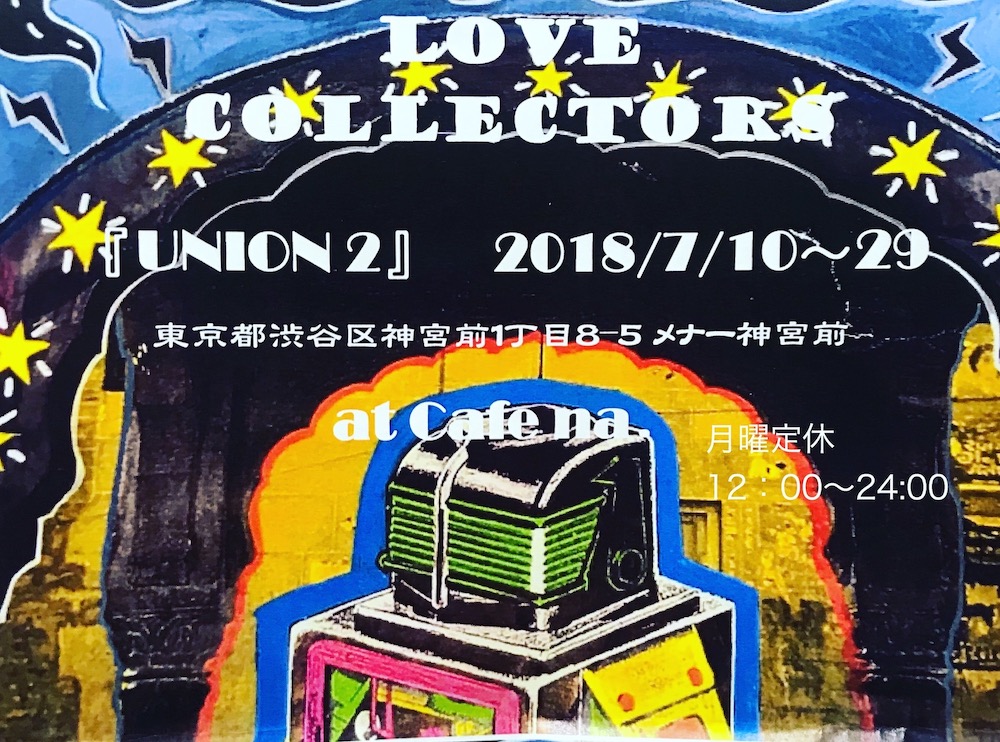 LOVE
COLLECTORS
『UNION 2』 2018/7/10〜29
東京都渋谷区神宮前1丁目8-5 メナー神宮前
at Cafe na
月曜定休
12：00〜24:00